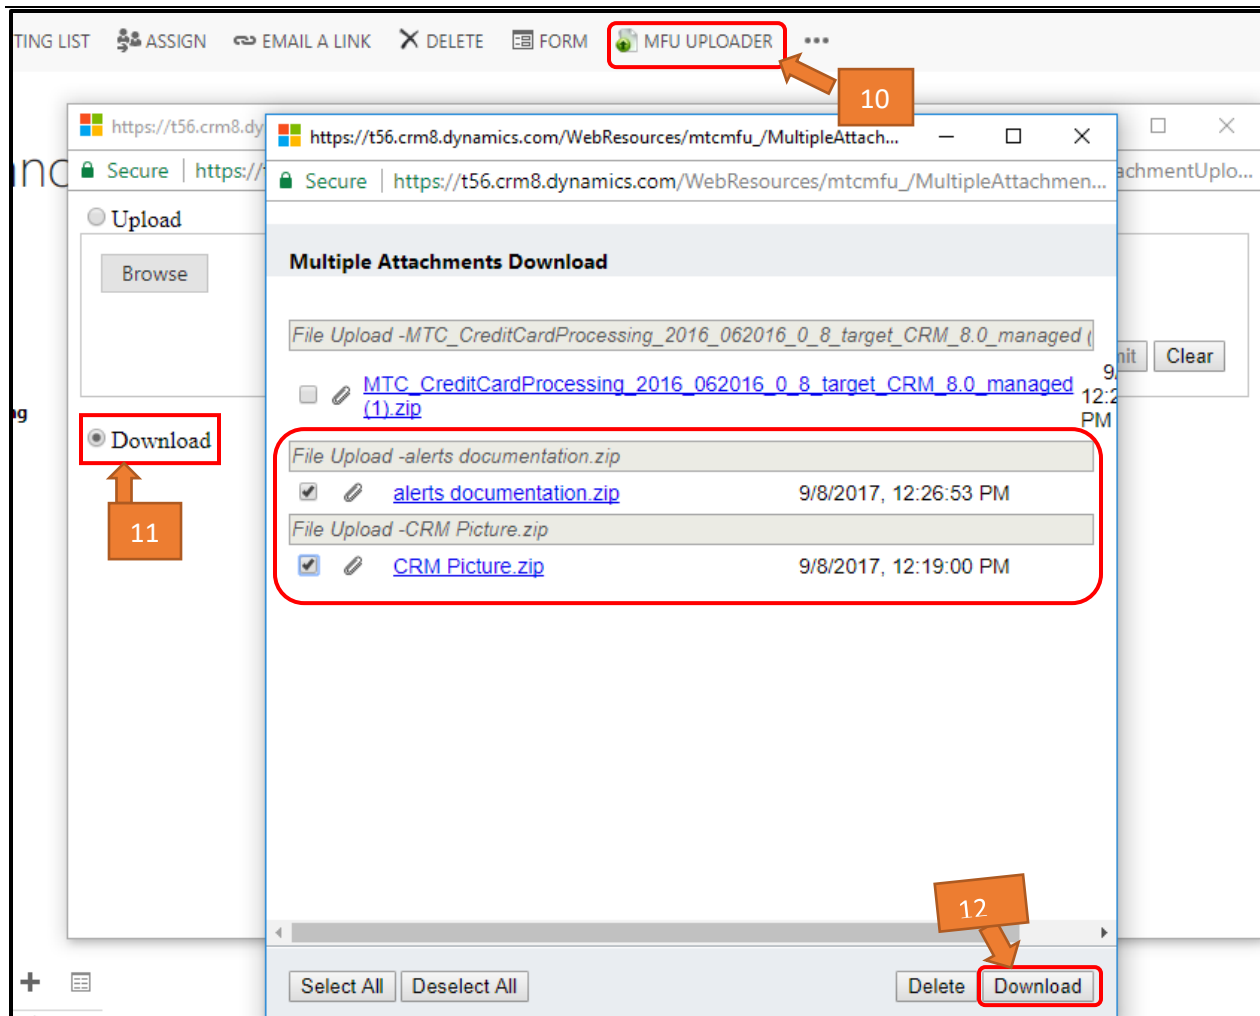 TING LIST ASSIGN EMAIL A LINK DELETE FORM MFU UPLOADER
10
https://t56.crm8.dy
https://t56.crm8.dynamics.com/WebResources/mtcmfu_/MultipleAttach...
Secure https://
Secure https://t56.crm8.dynamics.com/WebResources/mtcmfu_/MultipleAttachmen...
achmentUplo...
Upload
Browse
Multiple Attachments Download
File Upload -MTC_CreditCardProcessing_2016_062016_0_8_target_CRM_8.0_managed (
Clear
MTC_CreditCardProcessing_2016_062016_0_8_target_CRM_8.0_managed
(1).zip
9/
12:2
PM
Download
11
File Upload -alerts documentation.zip
alerts documentation.zip 9/8/2017, 12:26:53 PM
File Upload -CRM Picture.zip
CRM Picture.zip 9/8/2017, 12:19:00 PM
12
Select All Deselect All Delete Download